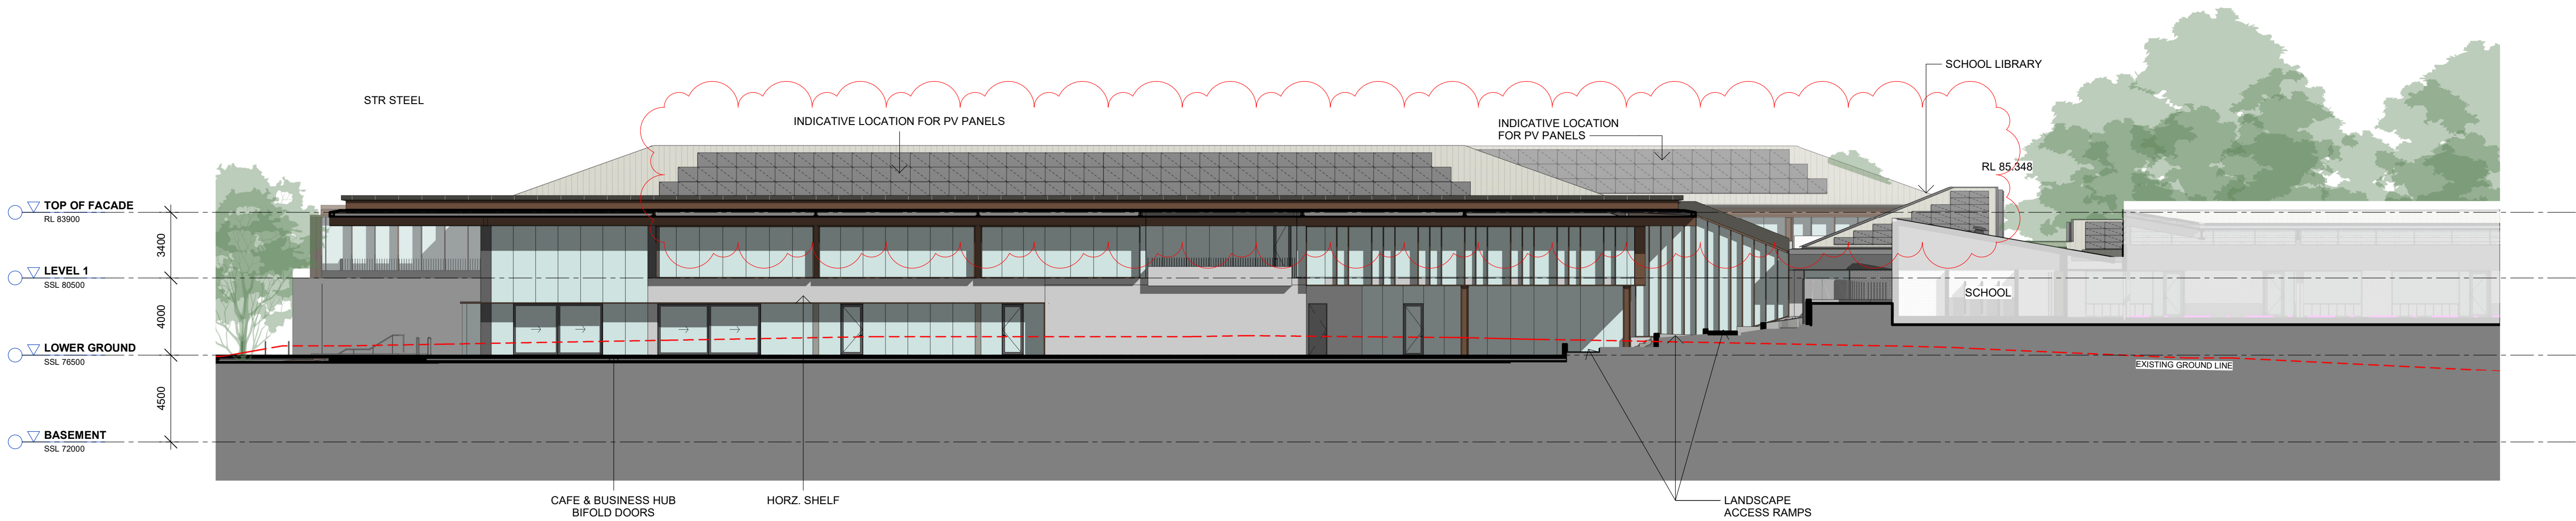 SCHOOL LIBRARY
STR STEEL
INDICATIVE LOCATION FOR PV PANELS
INDICATIVE LOCATION
FOR PV PANELS
RL 85.348
TOP OF FACADE
RL 83900
3400
LEVEL 1
SSL 80500
SCHOOL
4000
LOWER GROUND
SSL 76500
EXISTING GROUND LINE
4500
BASEMENT
SSL 72000
CAFE & BUSINESS HUB
BIFOLD DOORS
HORZ. SHELF
LANDSCAPE
ACCESS RAMPS